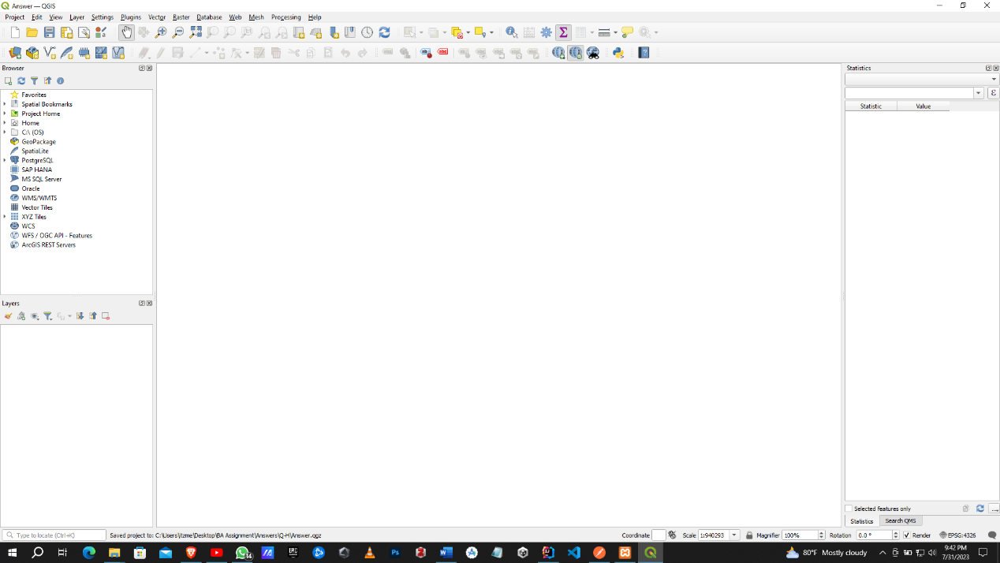 Answer — QGIS
Project Edit View Layer Settings Plugins Vector Raster Database Web Mesh Processing Help
Browser
Favorites
Spatial Bookmarks
Project Home
Home
C:\ (OS)
GeoPackage
SpatiaLite
PostgreSQL
SAP HANA
MS SQL Server
Oracle
WMS/WMTS
Vector Tiles
XYZ Tiles
WCS
WFS / OGC API - Features
ArcGIS REST Servers
Layers
Statistics
Statistic Value
Selected features only
Statistics Search QMS
Type to locate (Ctrl+K) Saved project to: C:\Users\itzme\Desktop\BA Assignment\Answers\Q-H\Answer.qgz Coordinate Scale 1:940293 Magnifier 100% Rotation 0.0 ° Render EPSG:4326
14 80°F Mostly cloudy 9:42 PM
7/31/2023